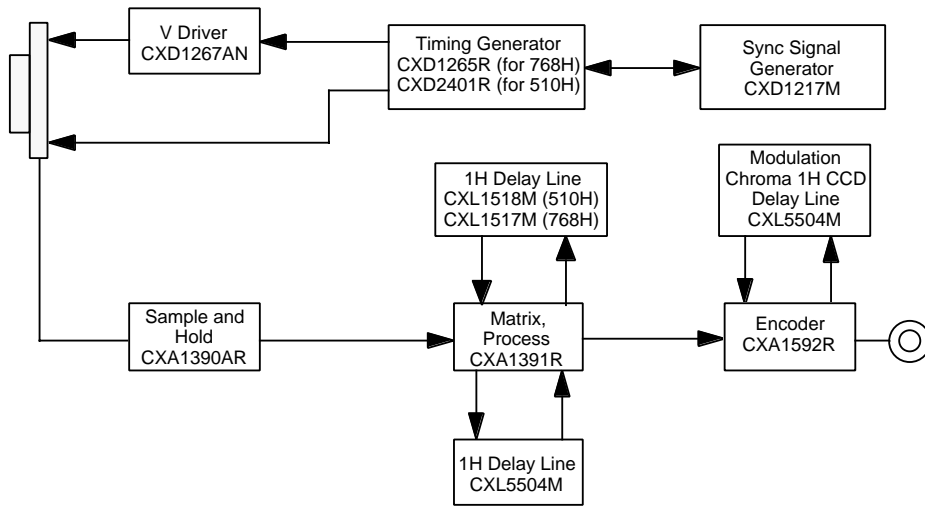 V Driver
CXD1267AN
Timing Generator
CXD1265R (for 768H)
CXD2401R (for 510H)
Sync Signal
Generator
CXD1217M
1H Delay Line
CXL1518M (510H)
CXL1517M (768H)
Modulation
Chroma 1H CCD
Delay Line
CXL5504M
Sample and
Hold
CXA1390AR
Matrix,
Process
CXA1391R
Encoder
CXA1592R
1H Delay Line
CXL5504M